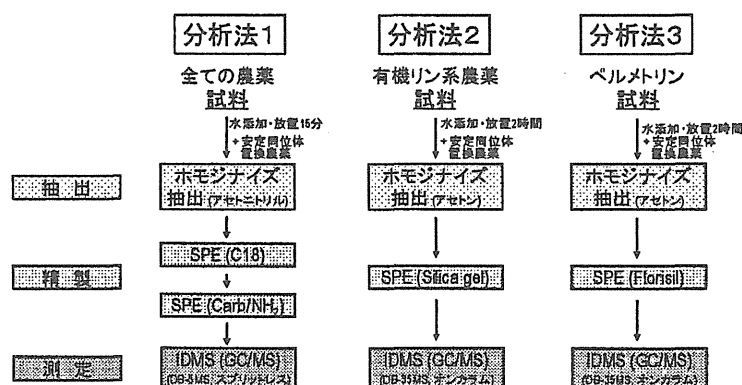 分析法1
全ての農薬
試料
水添加・放置15分
+安定同位体
置換農薬
ホモジナイズ
抽出(アセトニトリル)
SPE (C18)
SPE (Carb/NH₂)
IDMS (GC/MS)
(DB-5MS, スプリットレス)
分析法2
有機リン系農薬
試料
水添加・放置2時間
+安定同位体
置換農薬
ホモジナイズ
抽出(アセトン)
SPE (Silica gel)
IDMS (GC/MS)
(DB-35MS, オンカラム)
分析法3
ペルメトリン
試料
水添加・放置2時間
+安定同位体
置換農薬
ホモジナイズ
抽出(アセトン)
SPE (Florisil)
IDMS (GC/MS)
(DB-35MS, オンカラム)
抽出
精製
測定